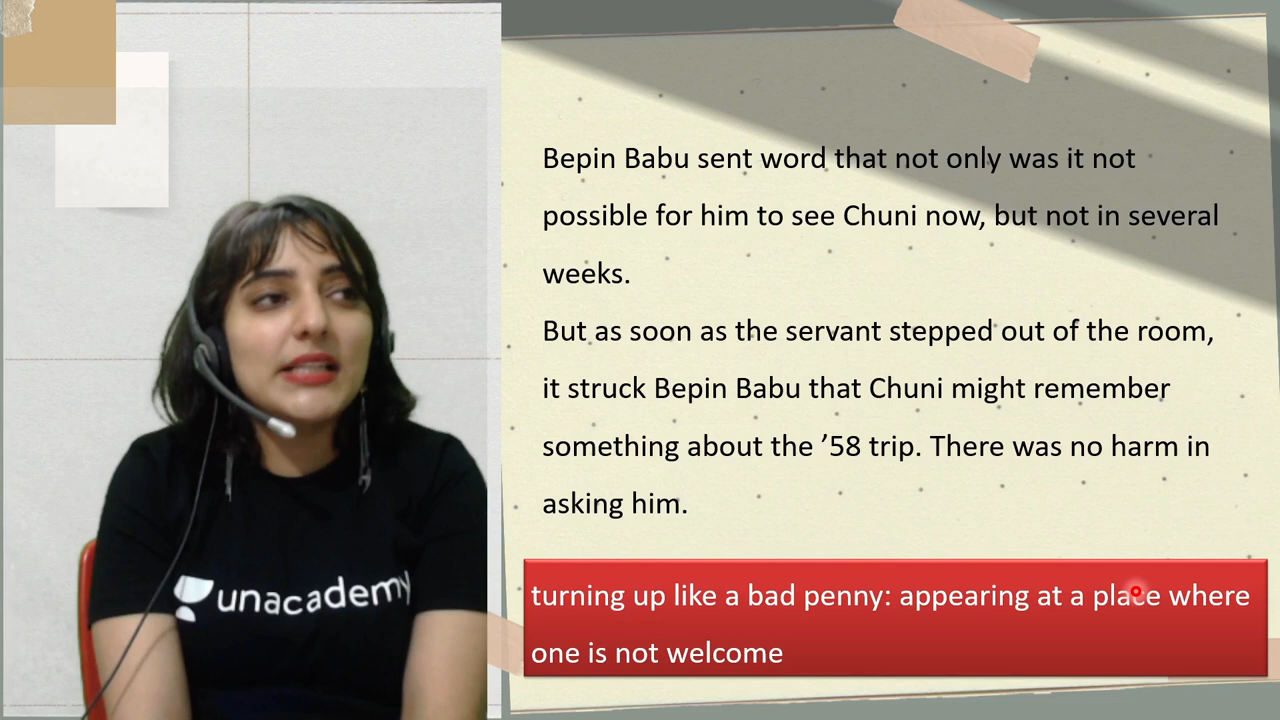 Bepin Babu sent word that not only was it not
possible for him to see Chuni now, but not in several
weeks.
But as soon as the servant stepped out of the room,
it struck Bepin Babu that Chuni might remember
something about the ’58 trip. There was no harm in
asking him.
turning up like a bad penny: appearing at a place where
one is not welcome
unacademy